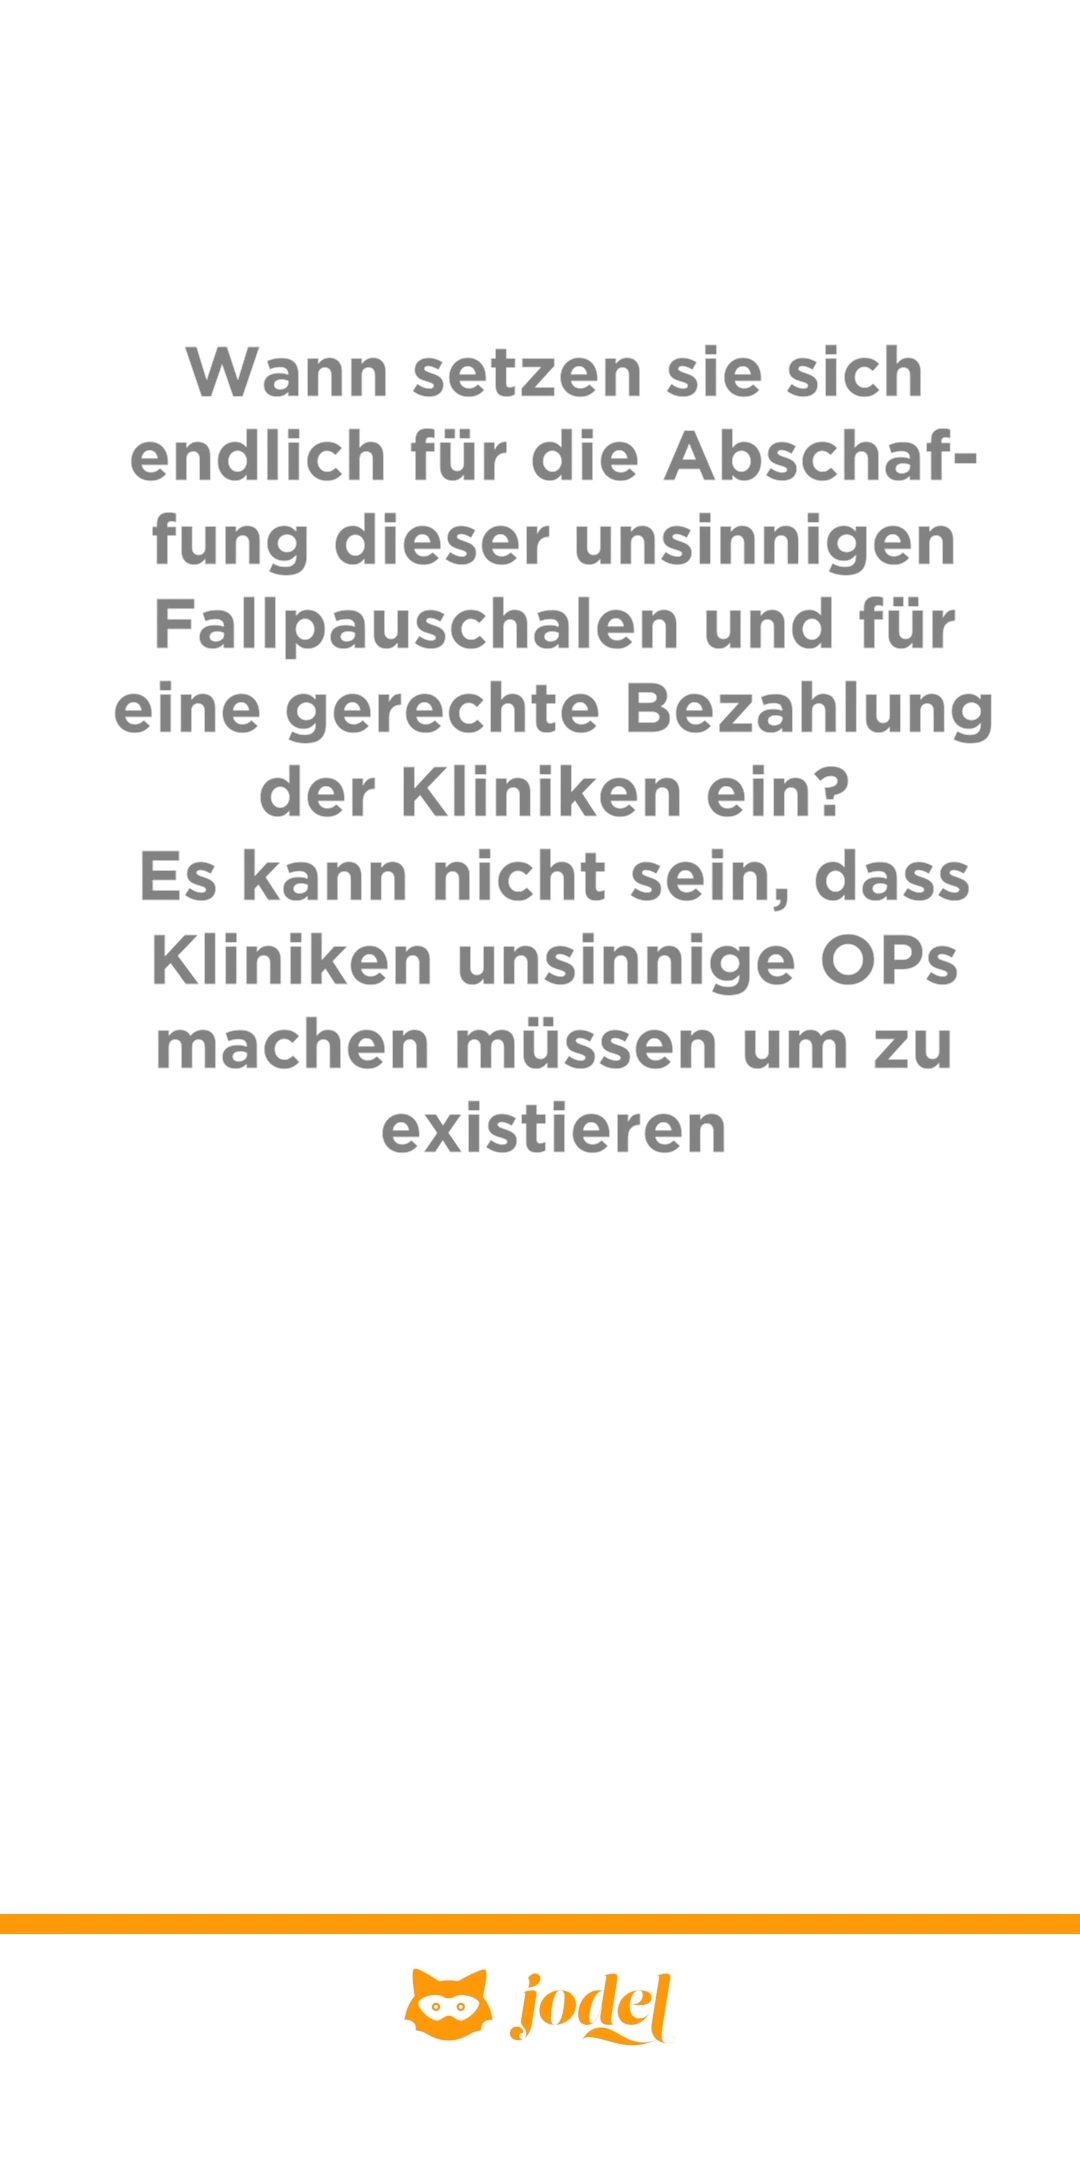 Wann setzen sie sich
endlich für die Abschaf-
fung dieser unsinnigen
Fallpauschalen und für
eine gerechte Bezahlung
der Kliniken ein?
Es kann nicht sein, dass
Kliniken unsinnige OPs
machen müssen um zu
existieren
jodel